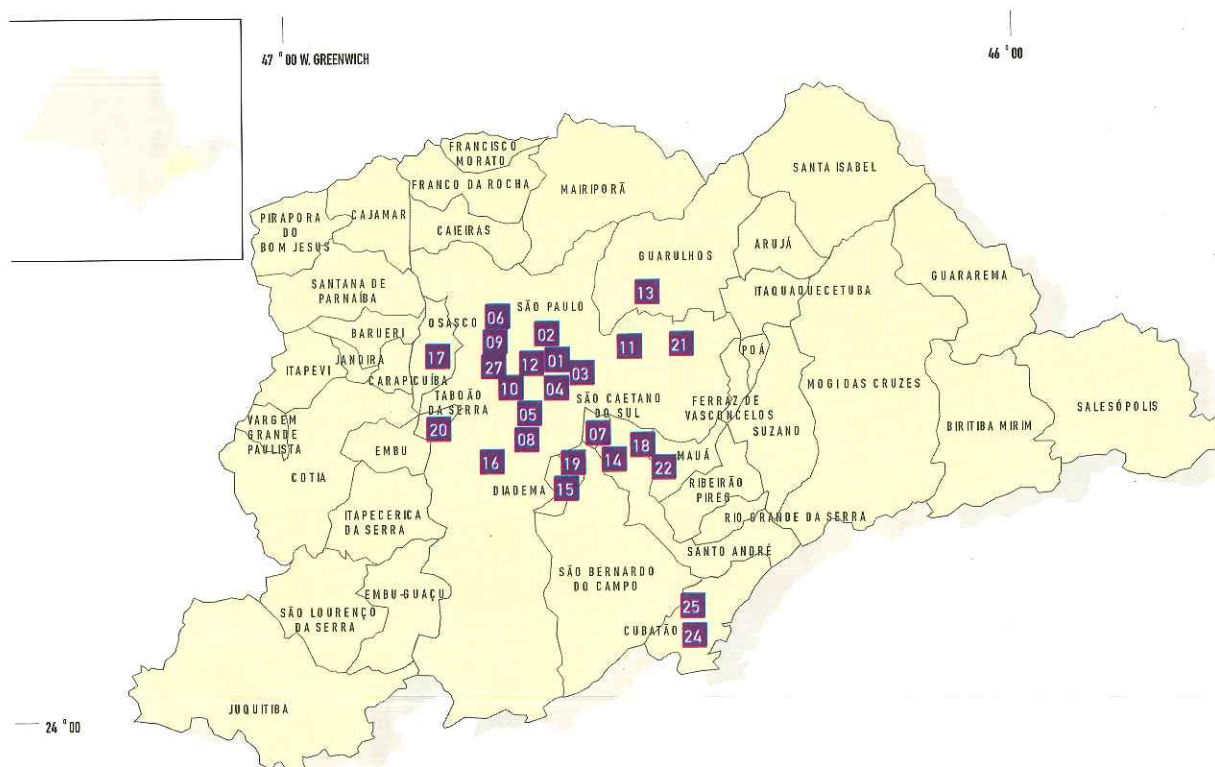 47 ° 00 W. GREENWICH
46 ° 00
FRANCISCO
MORATO
FRANCO DA ROCHA
MAIRIPORÃ
SANTA ISABEL
PIRAPORA
DO
BOM JESUS
CAJAMAR
CAIEIRAS
GUARULHOS
ARUJÁ
GUARAREMA
SANTANA DE
PARNAÍBA
ITAQUAQUECETUBA
13
SÃO PAULO
06
OSASCO
02
BARUERI
09
11
21
POÁ
17
JANDIRA
ITAPEVI
12
01
27
03
CARAPICUÍBA
10
04
MOGI DAS CRUZES
TABOÃO
DA SERRA
SÃO CAETANO
DO SUL
FERRAZ DE
VASCONCELOS
SALESÓPOLIS
05
VARGEM
GRANDE
PAULISTA
20
07
SUZANO
BIRITIBA MIRIM
08
18
EMBU
MAUÁ
16
19
14
22
COTIA
DIADEMA
15
RIBEIRÃO
PIRES
ITAPECERICA
DA SERRA
RIO GRANDE DA SERRA
SANTO ANDRÉ
SÃO BERNARDO
DO CAMPO
EMBU-GUAÇU
25
SÃO LOURENÇO
DA SERRA
CUBATÃO
24
JUQUITIBA
24 ° 00